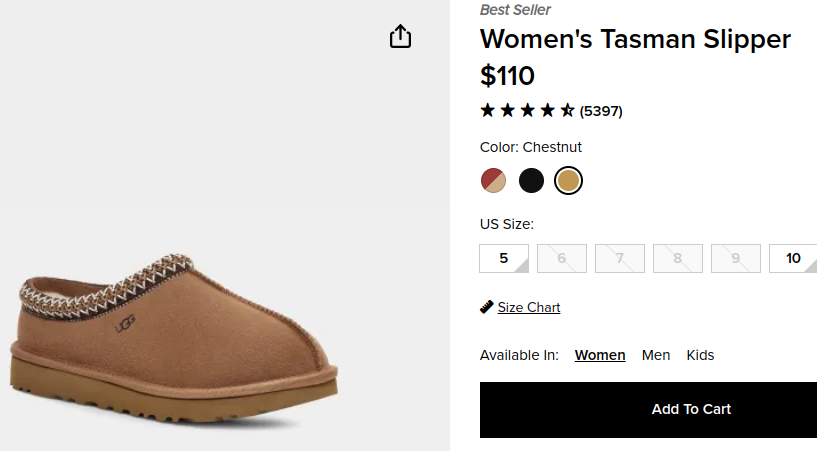 Best Seller
Women's Tasman Slipper
$110
(5397)
Color: Chestnut
US Size:
5 6 7 8 9 10
Size Chart
Available In: Women Men Kids
Add To Cart
UGG